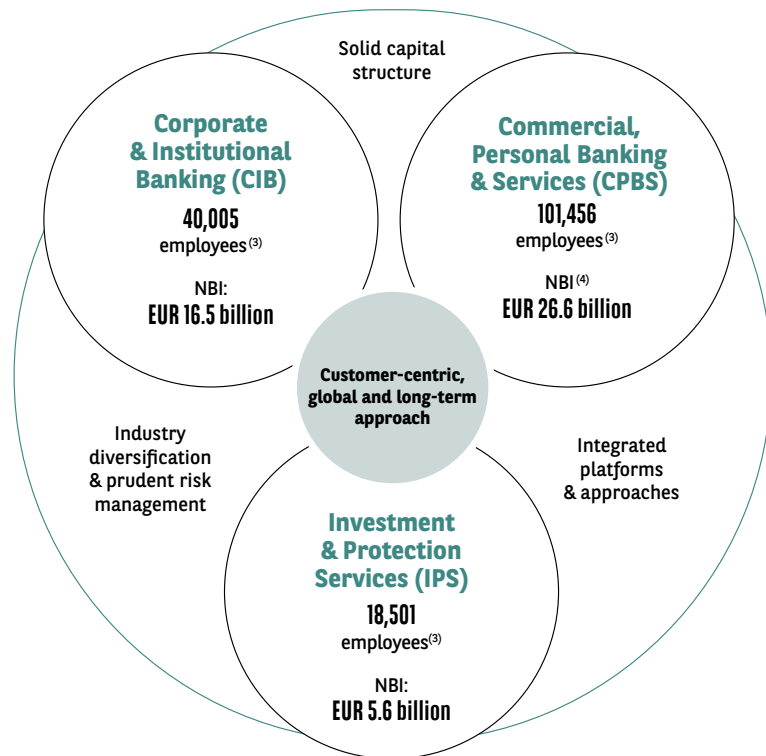 Solid capital
structure
Corporate
& Institutional
Banking (CIB)
40,005
employees(3)
NBI:
EUR 16.5 billion
Commercial,
Personal Banking
& Services (CPBS)
101,456
employees(3)
NBI(4)
EUR 26.6 billion
Customer-centric,
global and long-term
approach
Industry
diversification
& prudent risk
management
Integrated
platforms
& approaches
Investment
& Protection
Services (IPS)
18,501
employees(3)
NBI:
EUR 5.6 billion